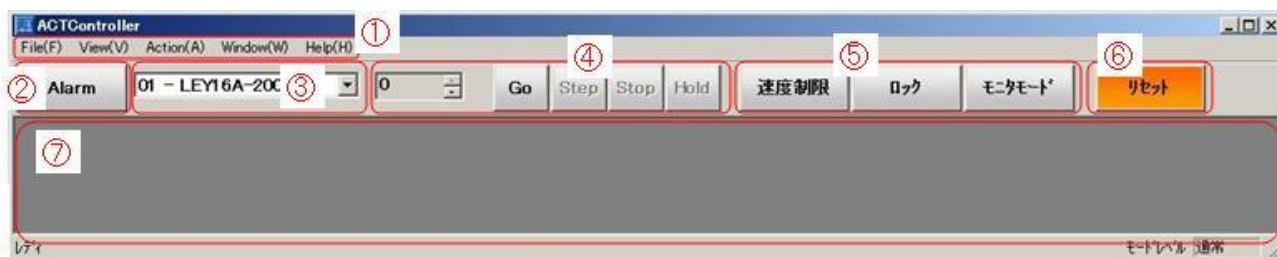 ACTController
File(F) View(V) Action(A) Window(W) Help(H) ①
② Alarm 01 - LEY16A-200 ③ 0 Go Step Stop Hold ④ 速度制限 ロック モニタモード ⑤ リセット ⑥
⑦
レディ モードレベル 通常